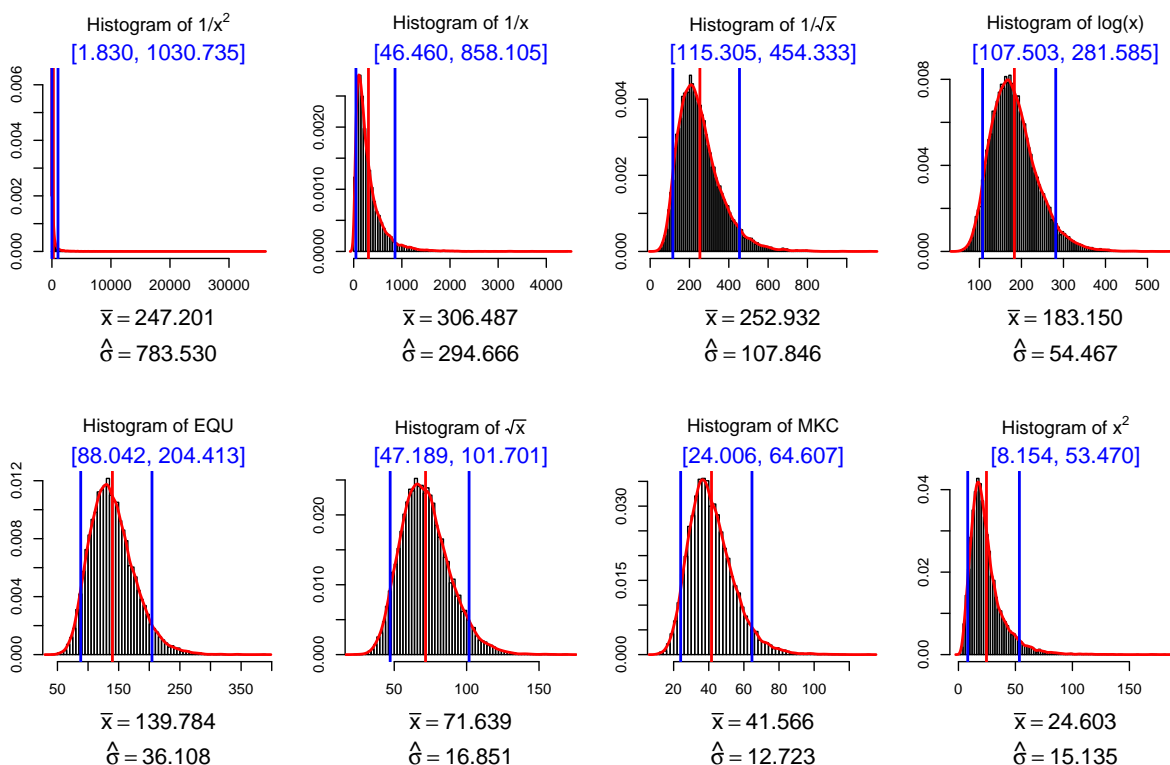 Histogram of 1/x²
[1.830, 1030.735]
0.000
0.002
0.004
0.006
0 10000 20000 30000
x̅ = 247.201
σ̂ = 783.530
Histogram of 1/x
[46.460, 858.105]
0.0000
0.0010
0.0020
0 1000 2000 3000 4000
x̅ = 306.487
σ̂ = 294.666
Histogram of 1/√x
[115.305, 454.333]
0.000
0.002
0.004
0 200 400 600 800
x̅ = 252.932
σ̂ = 107.846
Histogram of log(x)
[107.503, 281.585]
0.000
0.004
0.008
100 200 300 400 500
x̅ = 183.150
σ̂ = 54.467
Histogram of EQU
[88.042, 204.413]
0.000
0.004
0.008
0.012
50 150 250 350
x̅ = 139.784
σ̂ = 36.108
Histogram of √x
[47.189, 101.701]
0.000
0.010
0.020
50 100 150
x̅ = 71.639
σ̂ = 16.851
Histogram of MKC
[24.006, 64.607]
0.00
0.015
0.030
20 40 60 80 100
x̅ = 41.566
σ̂ = 12.723
Histogram of x²
[8.154, 53.470]
0.00
0.02
0.04
0 50 100 150
x̅ = 24.603
σ̂ = 15.135